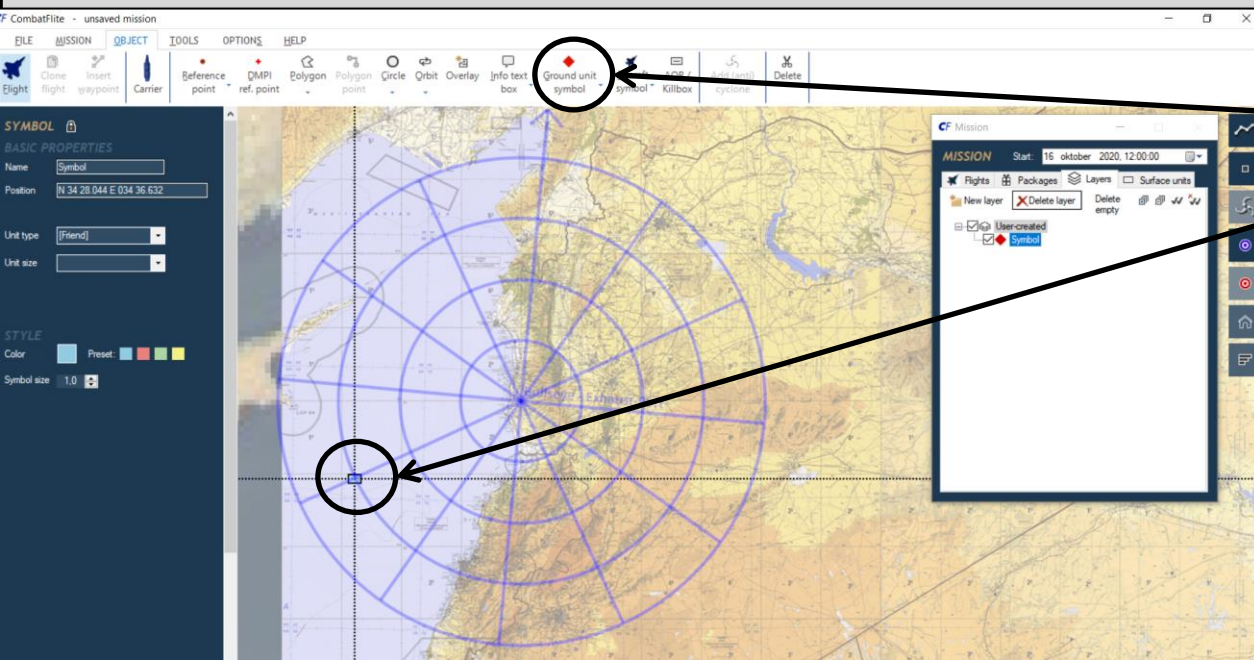 CF CombatFlite - unsaved mission
FILE MISSION OBJECT TOOLS OPTIONS HELP
Flight
Clone flight
Insert waypoint
Carrier
Reference point
DMPI ref. point
Polygon
Polygon point
Circle
Orbit
Overlay
Info text box
Ground unit symbol
symbol
AOR / Killbox
Add (anti) cyclone
Delete
SYMBOL
BASIC PROPERTIES
Name Symbol
Position N 34 28.044 E 034 36.632
Unit type [Friend]
Unit size
STYLE
Color Preset:
Symbol size 1.0
CF Mission
MISSION Start: 16 oktober 2020, 12:00:00
Flights Packages Layers Surface units
New layer Delete layer Delete empty
User-created
Symbol